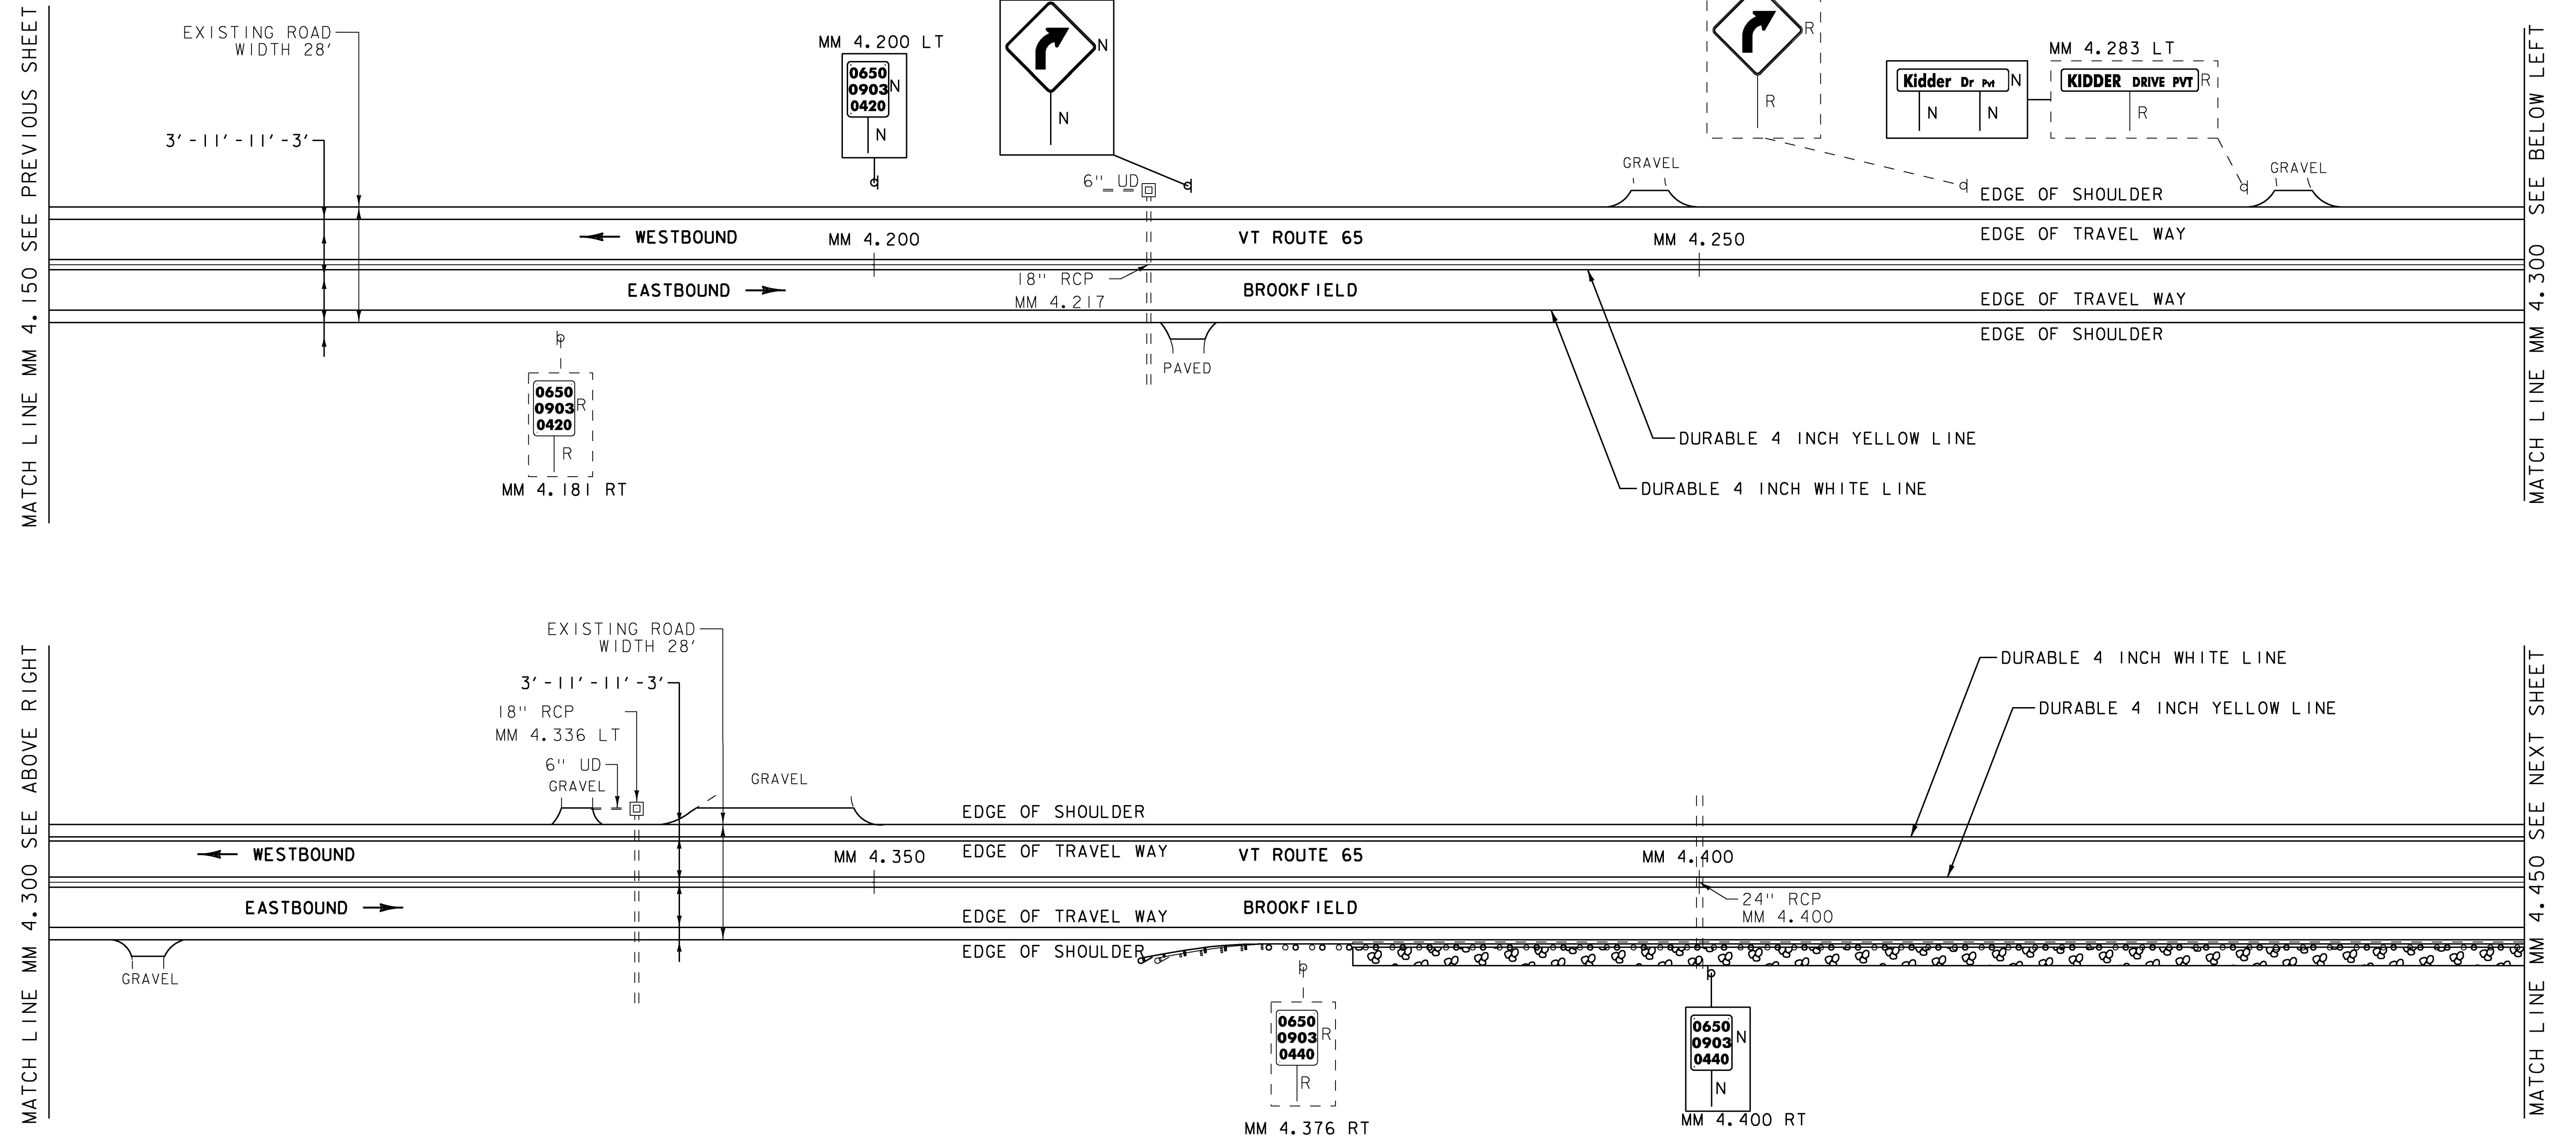 MATCH LINE MM 4.150 SEE PREVIOUS SHEET
EXISTING ROAD
WIDTH 28'
3'-11'-11'-3'
MM 4.200 LT
0650
0903
0420
N
N
N
N
R
R
MM 4.283 LT
Kidder Dr Pvt
N
N
N
KIDDER DRIVE PVT
R
R
6" UD
GRAVEL
GRAVEL
EDGE OF SHOULDER
WESTBOUND
MM 4.200
VT ROUTE 65
MM 4.250
EDGE OF TRAVEL WAY
18" RCP
MM 4.217
EASTBOUND
BROOKFIELD
EDGE OF TRAVEL WAY
EDGE OF SHOULDER
PAVED
0650
0903
0420
R
R
MM 4.181 RT
DURABLE 4 INCH YELLOW LINE
DURABLE 4 INCH WHITE LINE
MATCH LINE MM 4.300 SEE BELOW LEFT
MATCH LINE MM 4.300 SEE ABOVE RIGHT
EXISTING ROAD
WIDTH 28'
3'-11'-11'-3'
18" RCP
MM 4.336 LT
6" UD
GRAVEL
GRAVEL
DURABLE 4 INCH WHITE LINE
DURABLE 4 INCH YELLOW LINE
EDGE OF SHOULDER
WESTBOUND
MM 4.350
EDGE OF TRAVEL WAY
VT ROUTE 65
MM 4.400
24" RCP
MM 4.400
EASTBOUND
EDGE OF TRAVEL WAY
BROOKFIELD
EDGE OF SHOULDER
GRAVEL
0650
0903
0440
R
R
MM 4.376 RT
0650
0903
0440
N
N
MM 4.400 RT
MATCH LINE MM 4.450 SEE NEXT SHEET